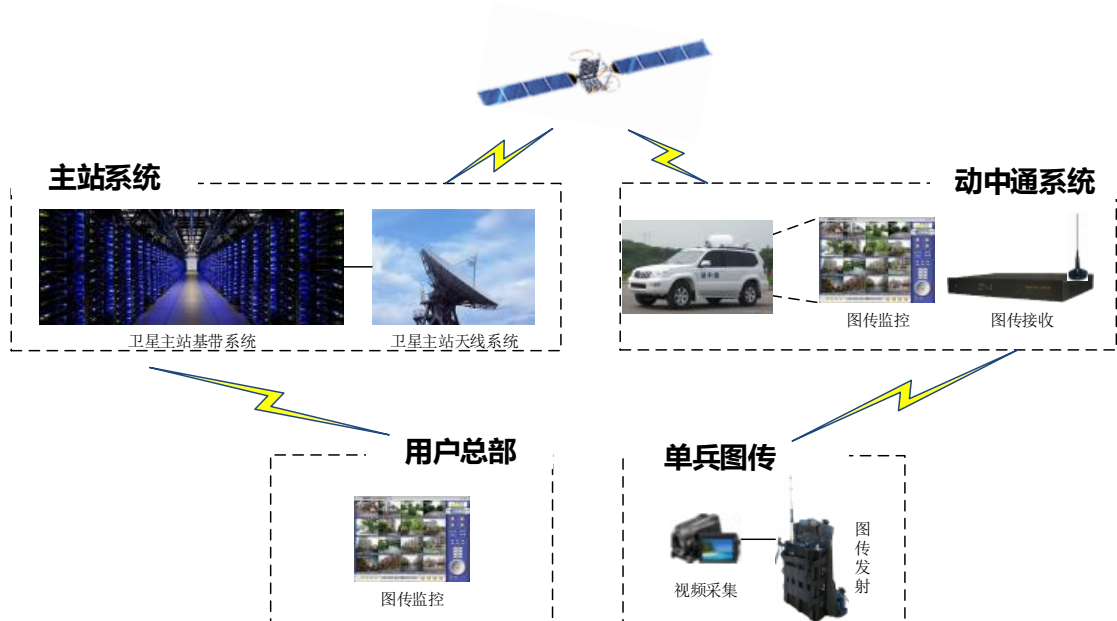 主站系统
动中通系统
卫星主站基带系统
卫星主站天线系统
图传监控
图传接收
用户总部
单兵图传
图传监控
视频采集
图传发射